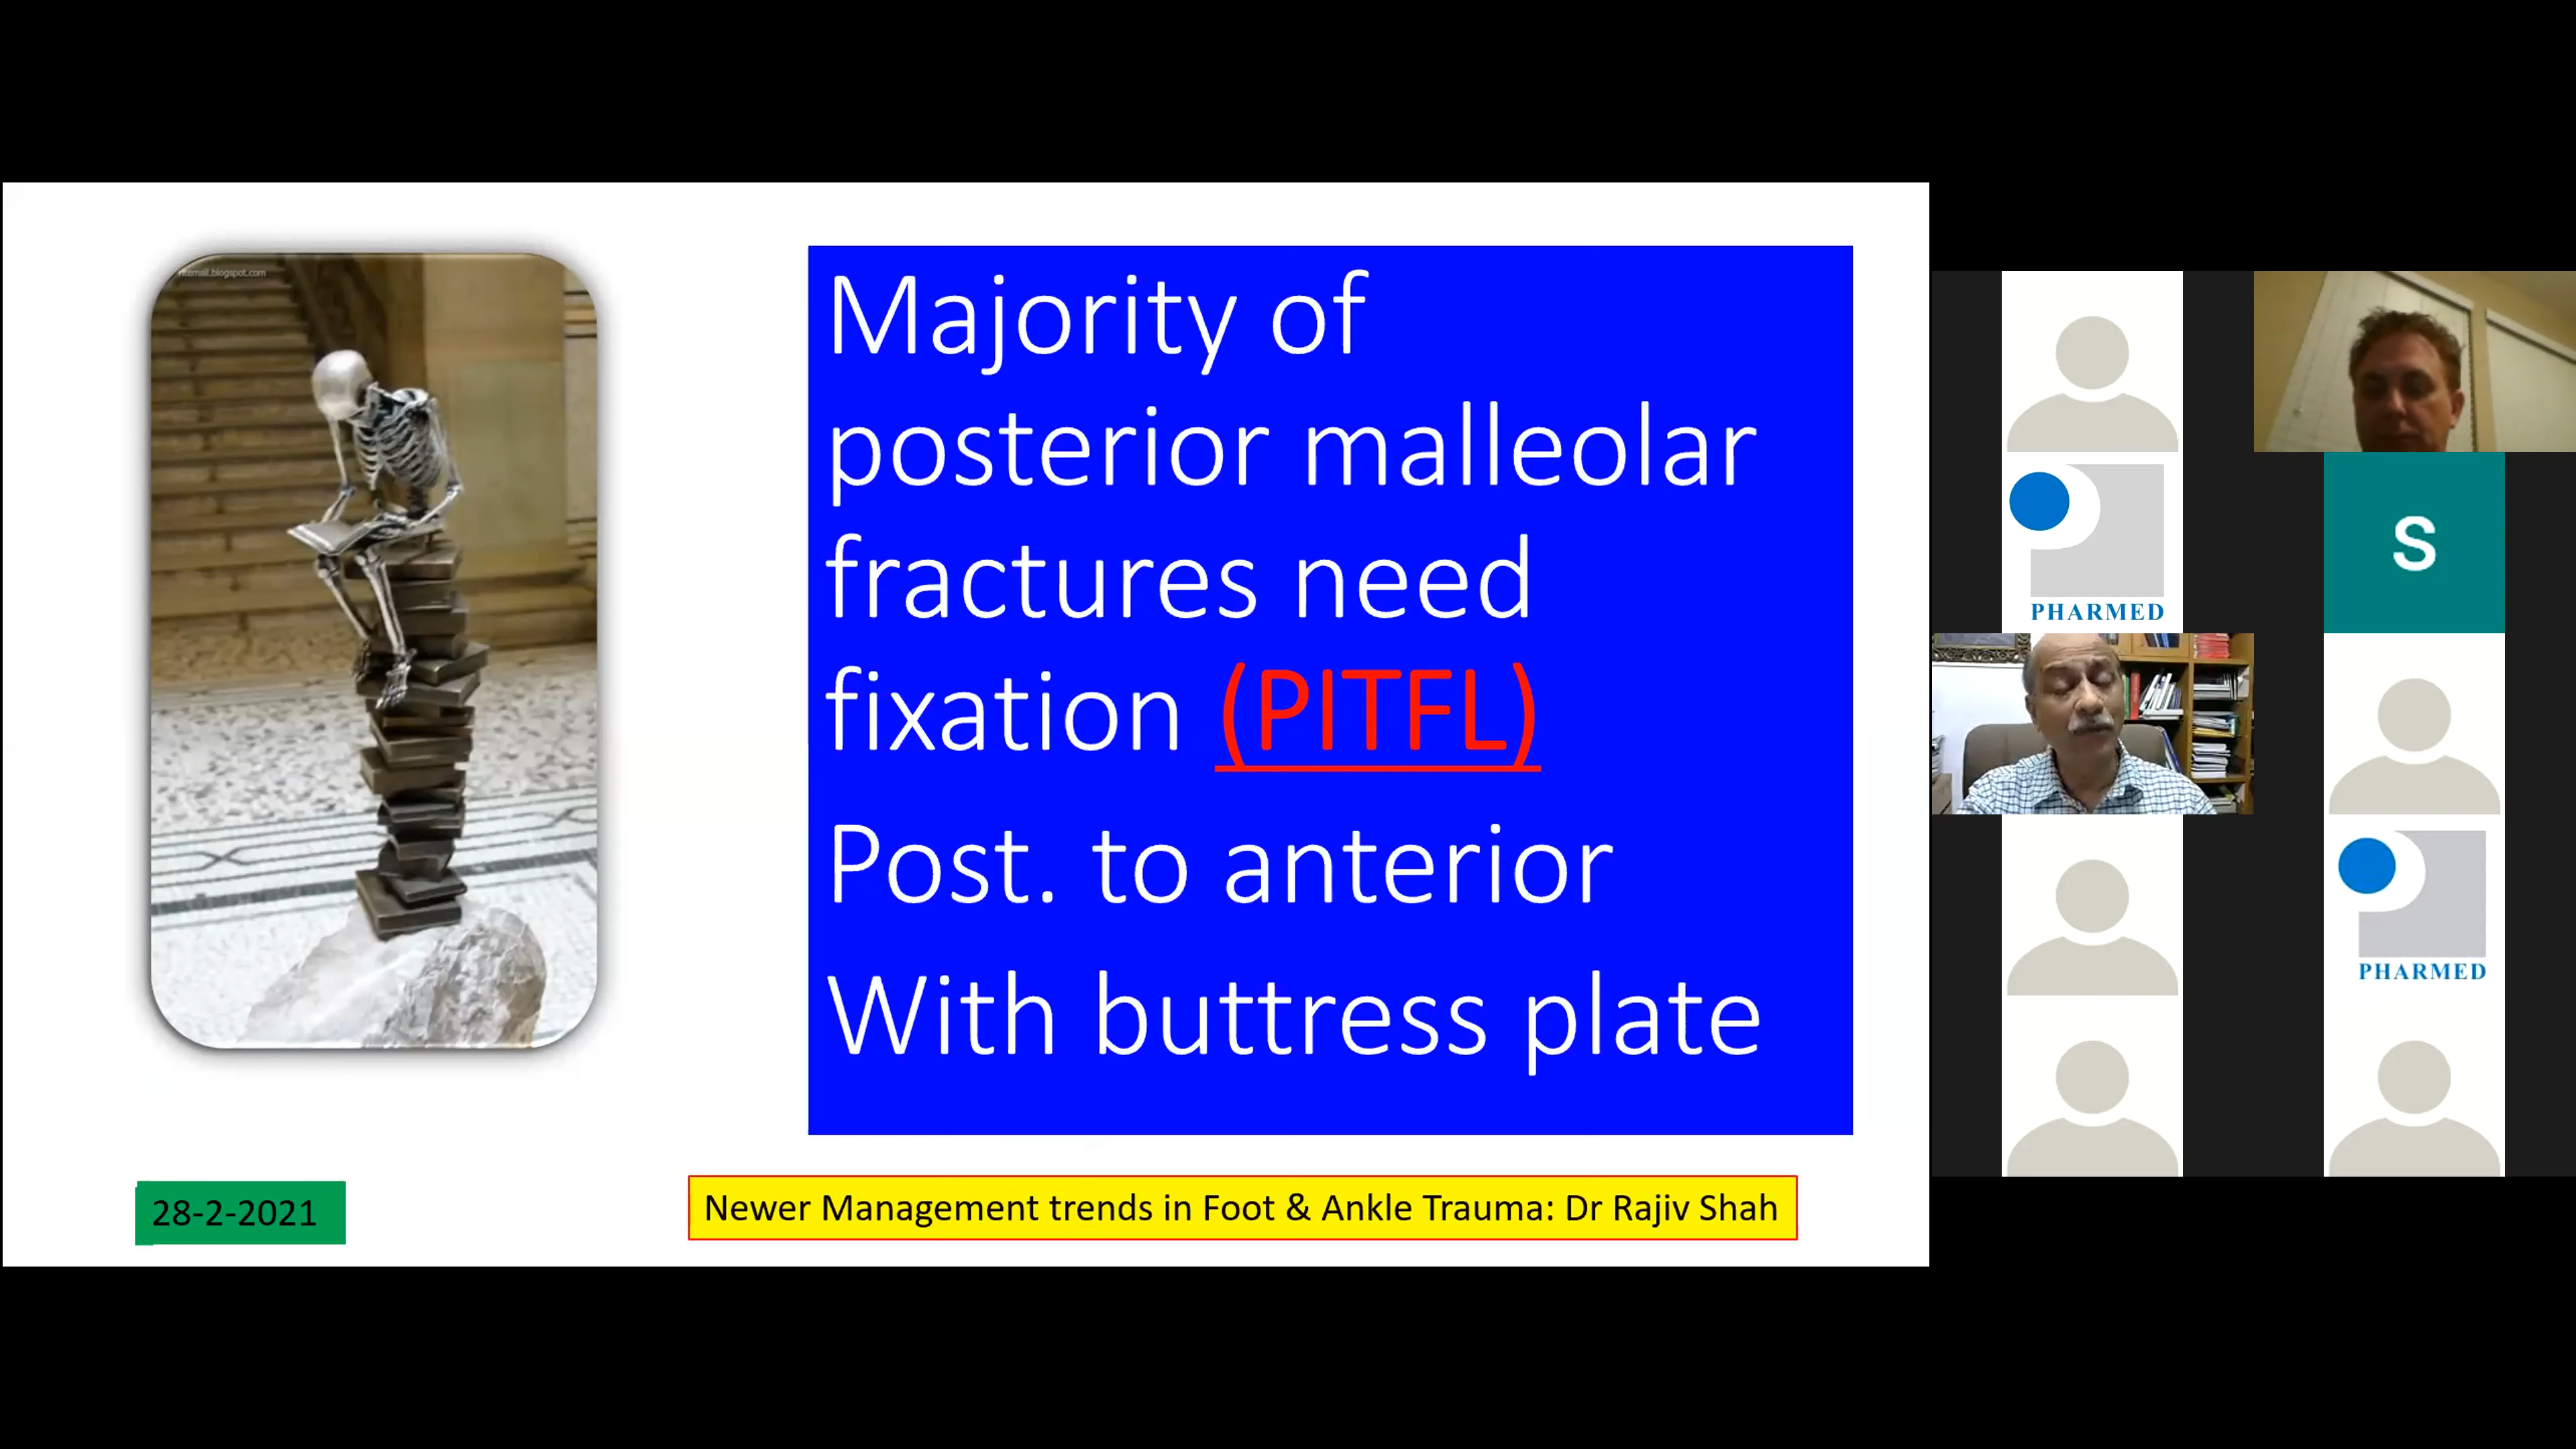 Majority of
posterior malleolar
fractures need
fixation (PITFL)
Post. to anterior
With buttress plate
28-2-2021
Newer Management trends in Foot & Ankle Trauma: Dr Rajiv Shah
PHARMED
S
PHARMED